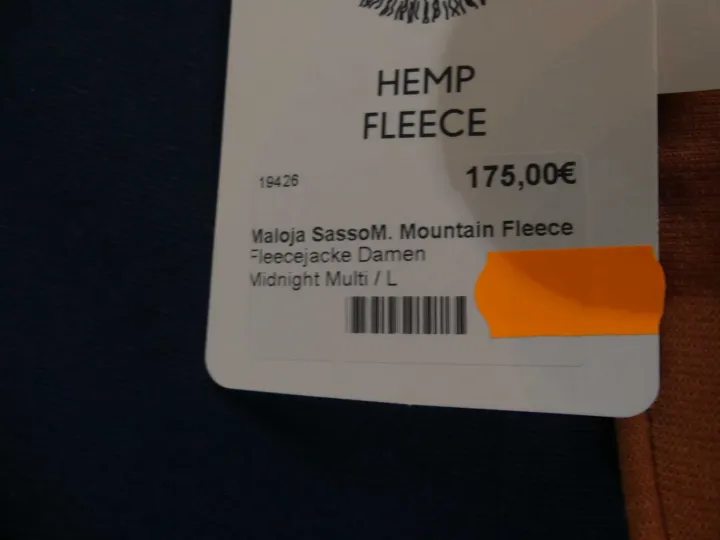 HEMP
FLEECE
19426
175,00€
Maloja SassoM. Mountain Fleece
Fleecejacke Damen
Midnight Multi / L